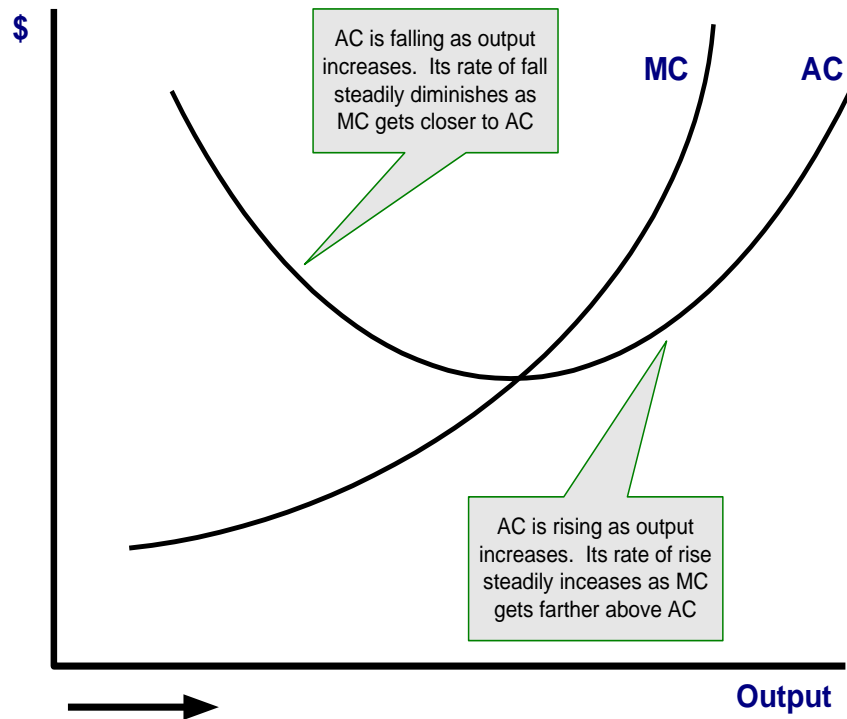 $
AC is falling as output
increases. Its rate of fall
steadily diminishes as
MC gets closer to AC
MC
AC
AC is rising as output
increases. Its rate of rise
steadily inceases as MC
gets farther above AC
Output